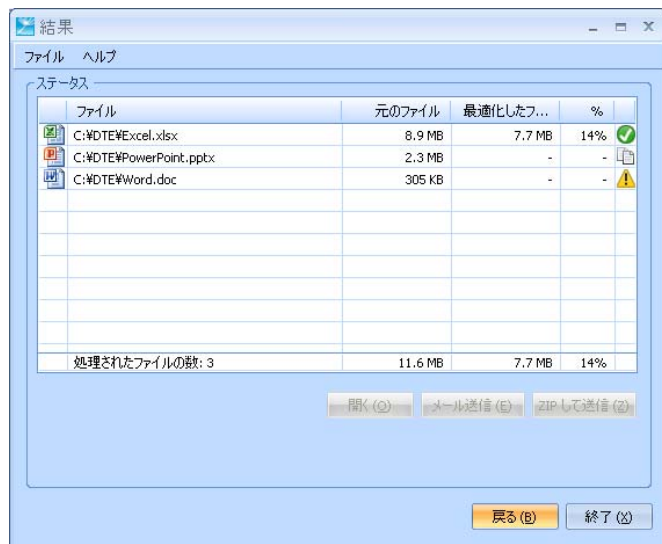 結果
ファイル ヘルプ
ステータス
ファイル 元のファイル 最適化したフ... %
C:¥DTE¥Excel.xlsx 8.9 MB 7.7 MB 14%
C:¥DTE¥PowerPoint.pptx 2.3 MB - -
C:¥DTE¥Word.doc 305 KB - -
処理されたファイルの数: 3 11.6 MB 7.7 MB 14%
開く(O) メール送信(E) ZIP して送信(Z)
戻る(B) 終了(X)